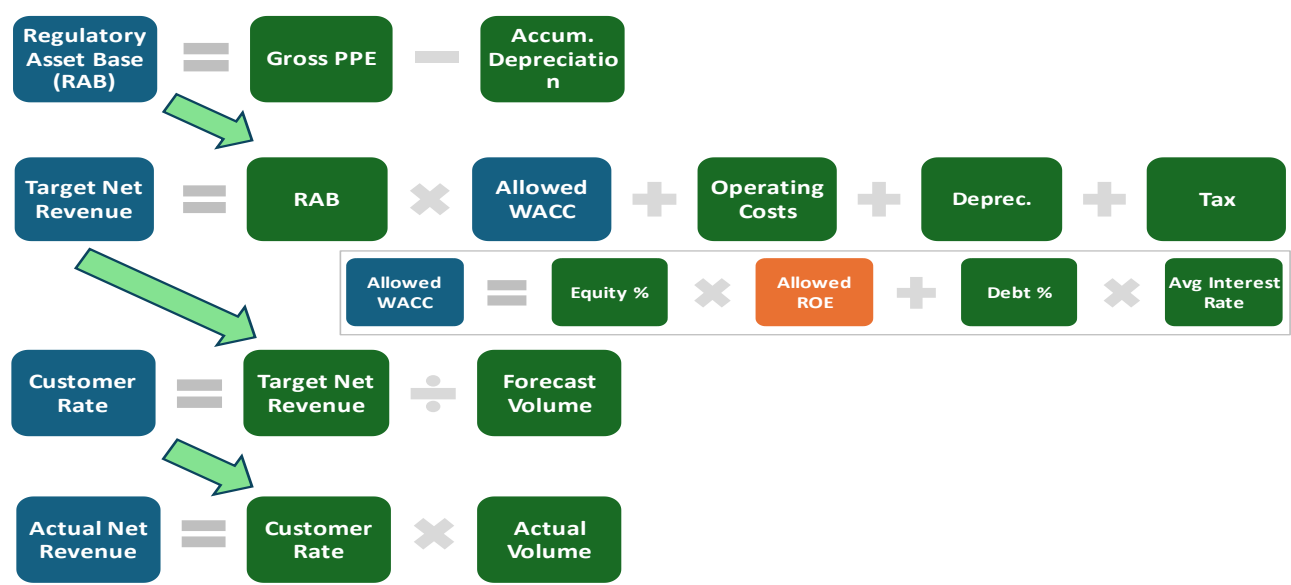 Regulatory
Asset Base
(RAB)
=
Gross PPE
−
Accum.
Depreciatio
n
Target Net
Revenue
=
RAB
×
Allowed
WACC
+
Operating
Costs
+
Deprec.
+
Tax
Allowed
WACC
=
Equity %
×
Allowed
ROE
+
Debt %
×
Avg Interest
Rate
Customer
Rate
=
Target Net
Revenue
÷
Forecast
Volume
Actual Net
Revenue
=
Customer
Rate
×
Actual
Volume